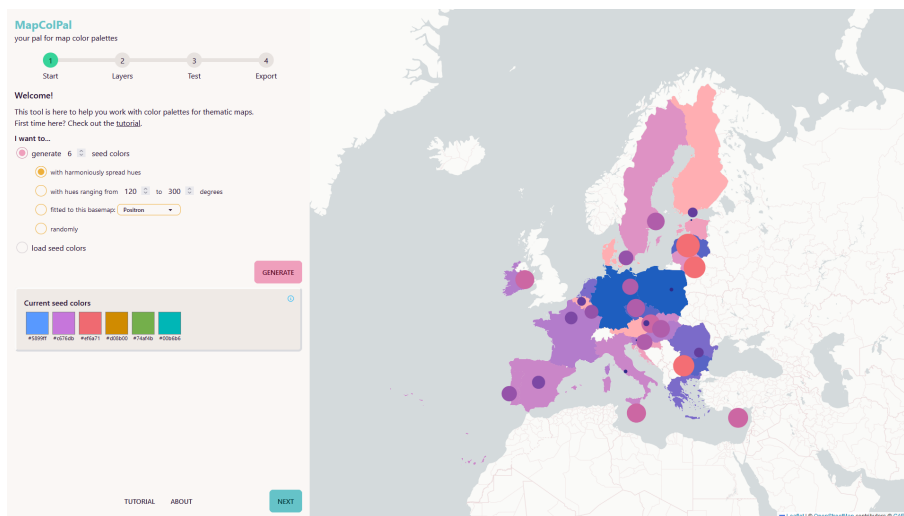 MapColPal
your pal for map color palettes
1 2 3 4
Start Layers Test Export
Welcome!
This tool is here to help you work with color palettes for thematic maps.
First time here? Check out the tutorial.
I want to...
generate 6 seed colors
with harmoniously spread hues
with hues ranging from 120 to 300 degrees
fitted to this basemap: Positron
randomly
load seed colors
GENERATE
Current seed colors
#5899ff #c676db #ef6a71 #d08b00 #74af4b #00b6b6
TUTORIAL ABOUT NEXT
Leaflet | © OpenStreetMap contributors ©